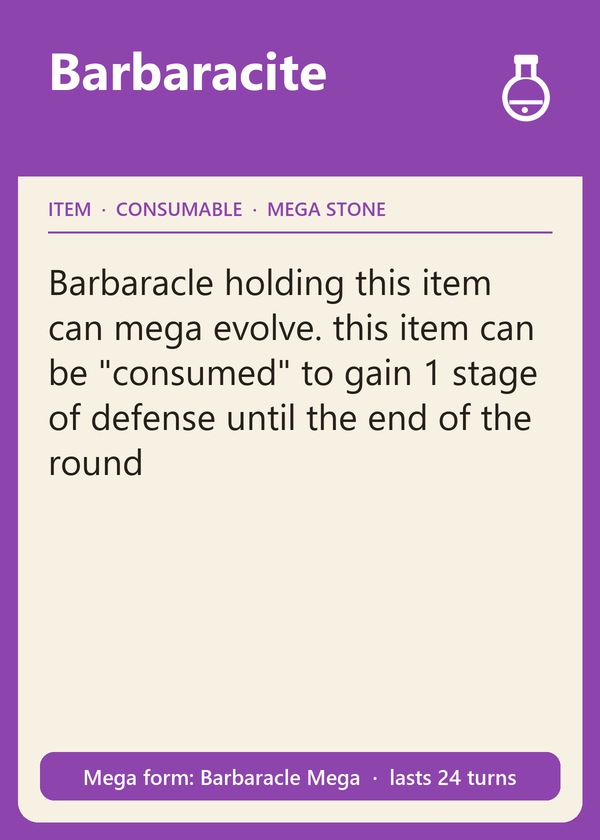 Barbaracite
ITEM · CONSUMABLE · MEGA STONE
Barbaracle holding this item
can mega evolve. this item can
be "consumed" to gain 1 stage
of defense until the end of the
round
Mega form: Barbaracle Mega · lasts 24 turns